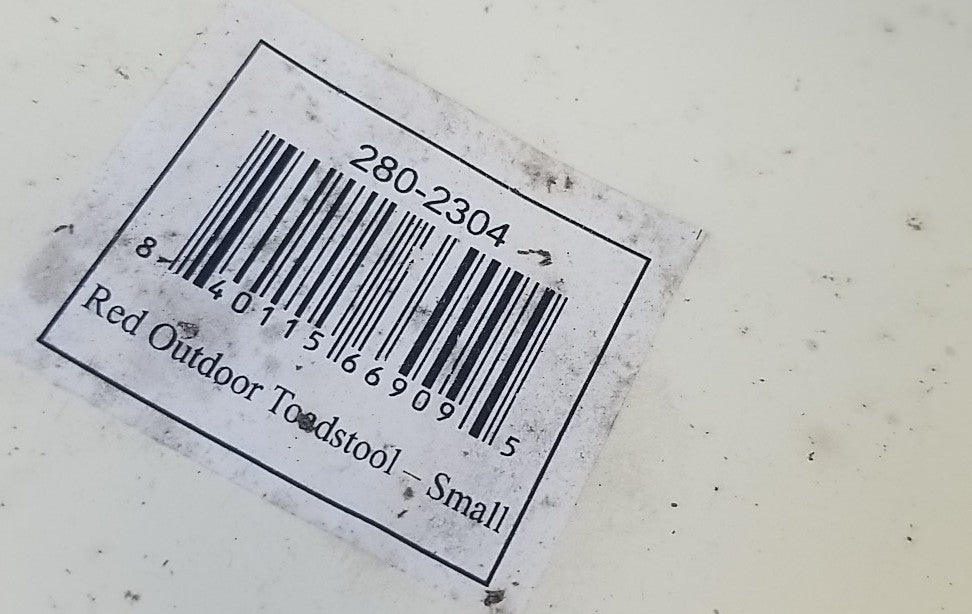 280-2304
8 40115 66909 5
Red Outdoor Toadstool – Small